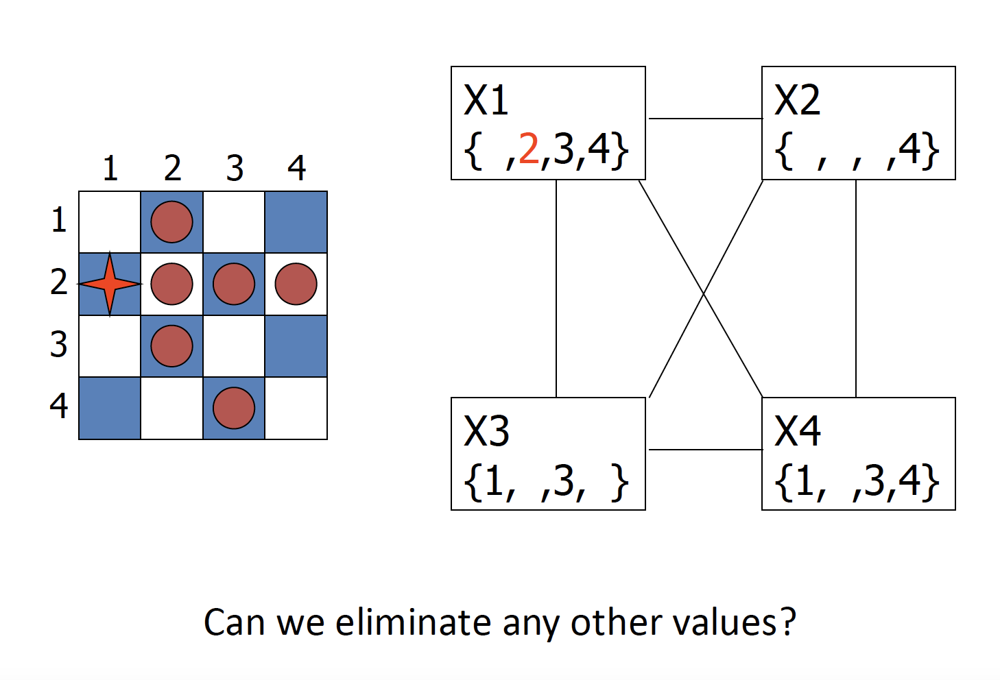 X1
{ ,2,3,4}
X2
{ , , ,4}
1 2 3 4
1
2
3
4
X3
{1, ,3, }
X4
{1, ,3,4}
Can we eliminate any other values?